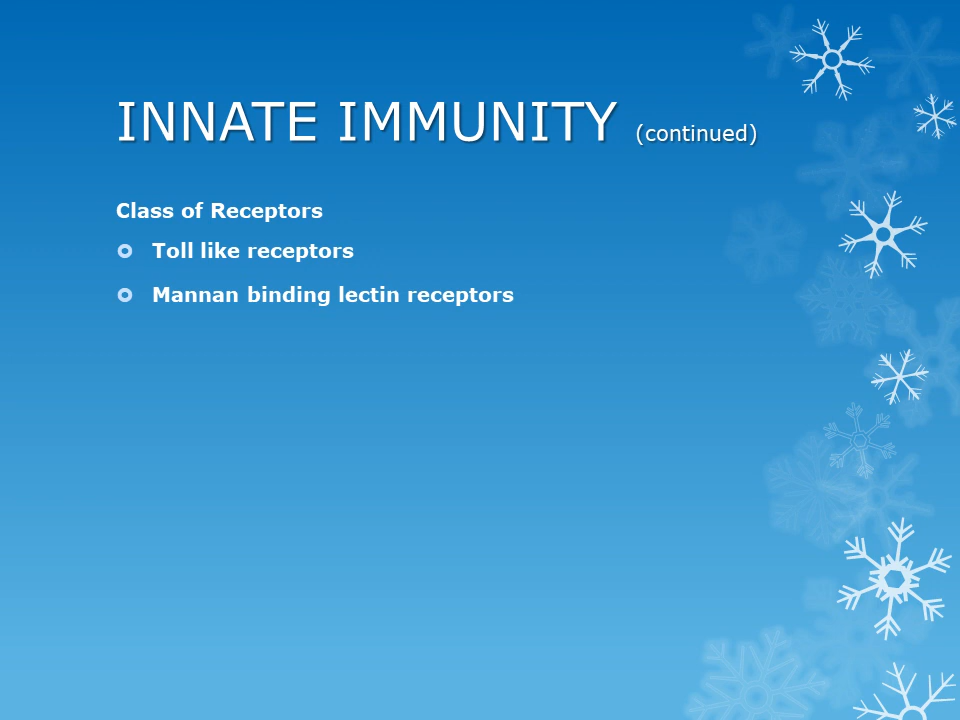 INNATE IMMUNITY (continued)
Class of Receptors
Toll like receptors
Mannan binding lectin receptors